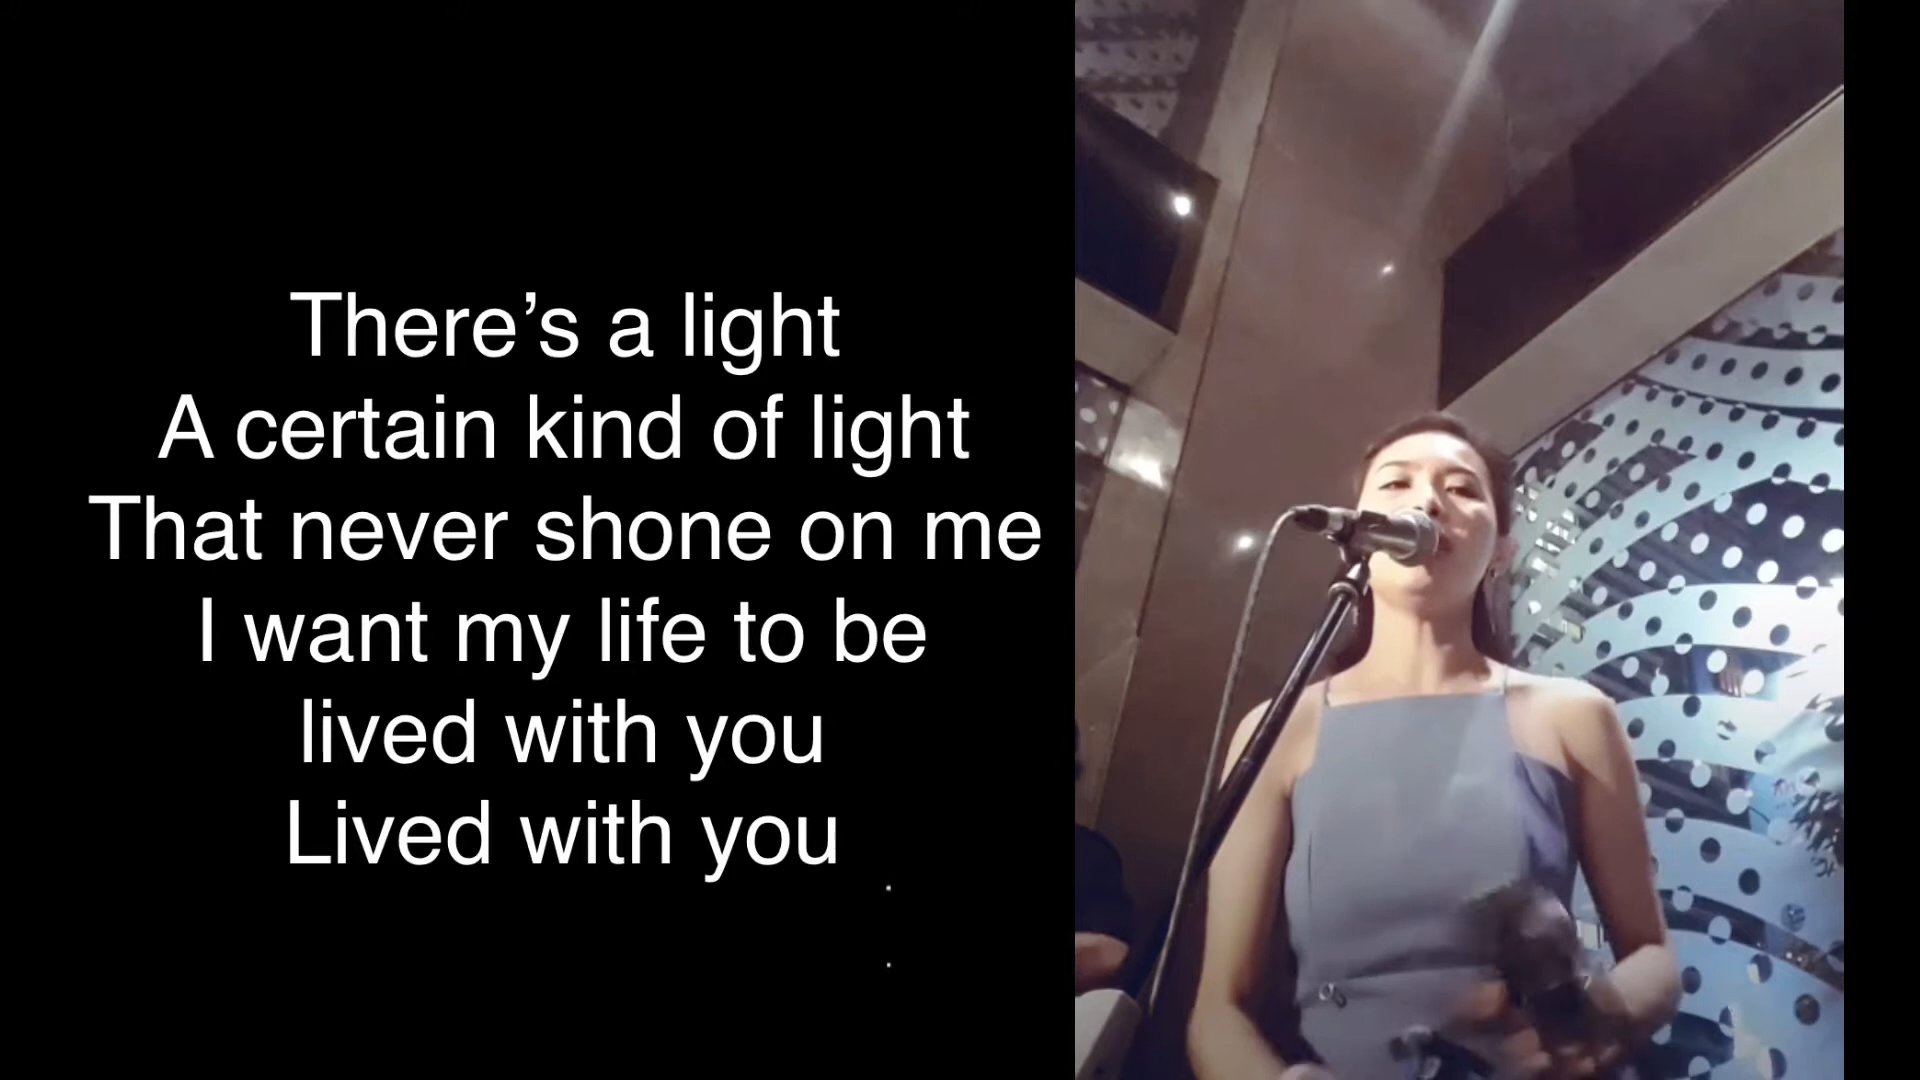 There’s a light
A certain kind of light
That never shone on me
I want my life to be
lived with you
Lived with you